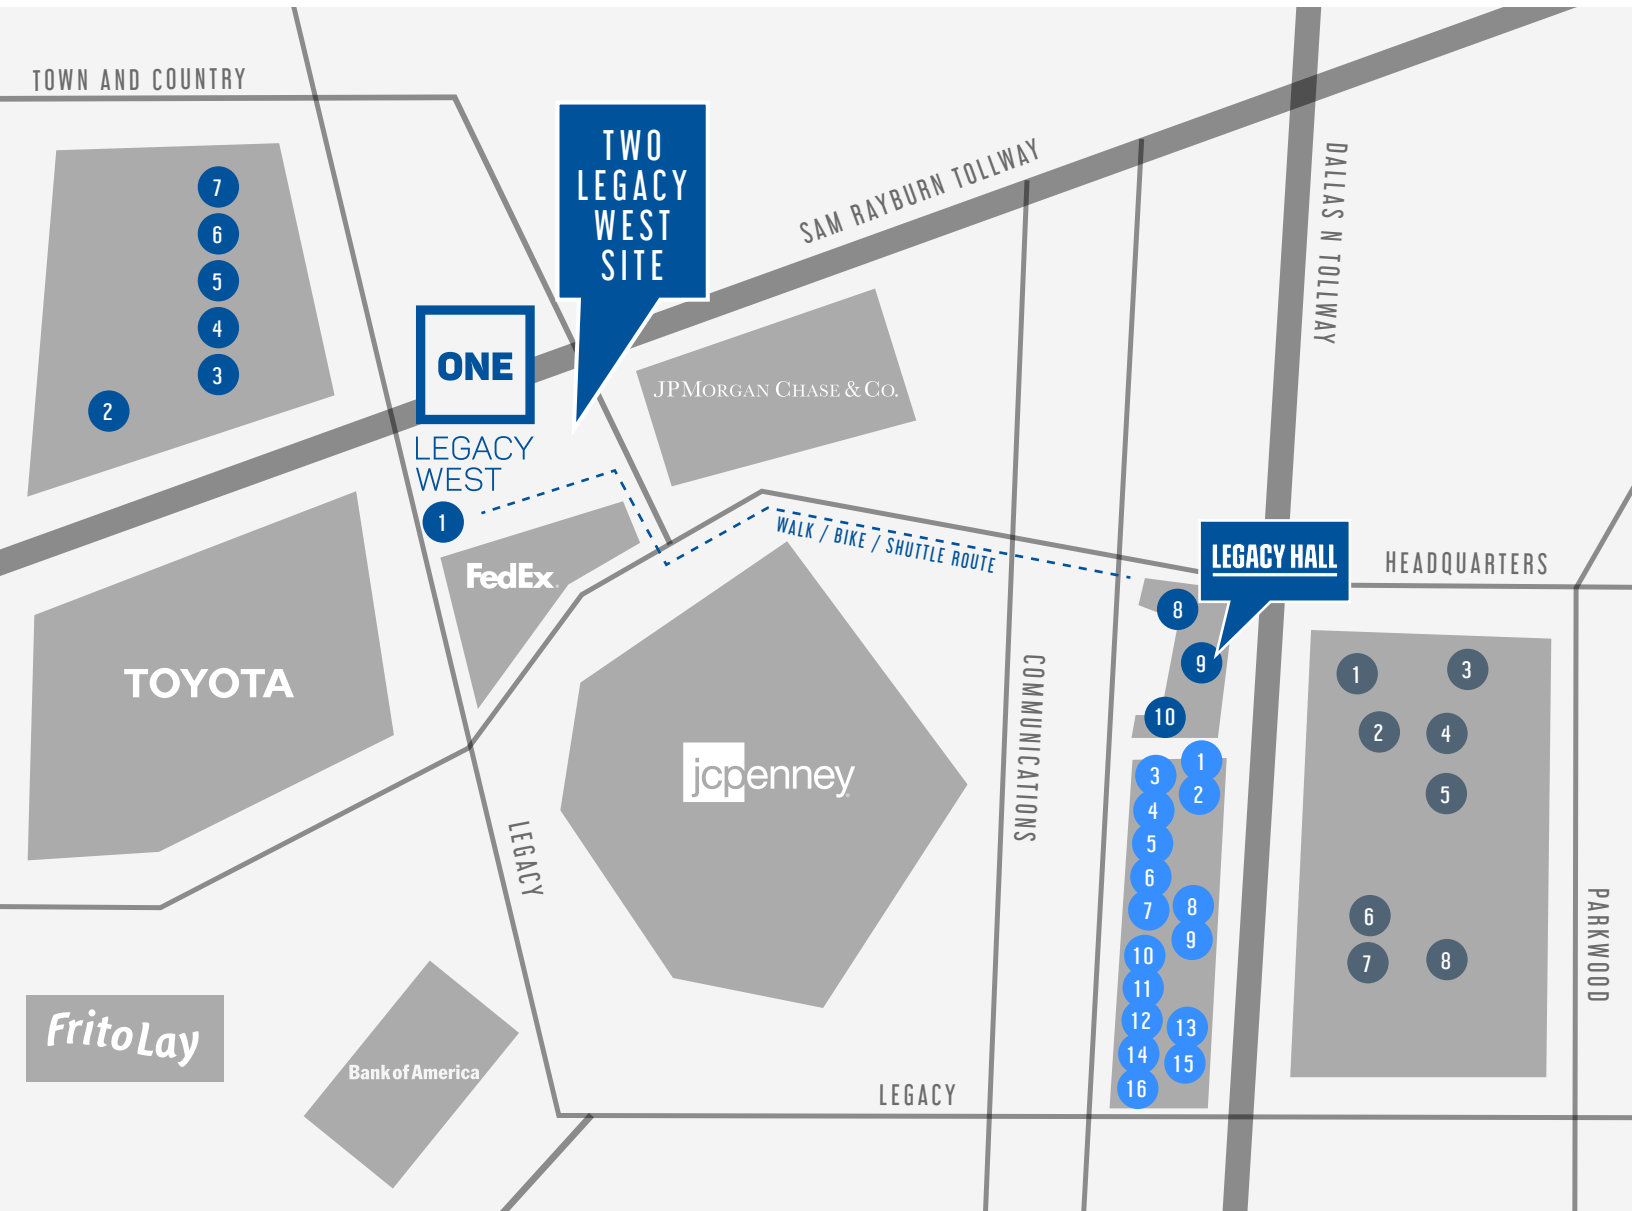 TOWN AND COUNTRY
TWO
LEGACY
WEST
SITE
SAM RAYBURN TOLLWAY
DALLAS N TOLLWAY
7
6
5
4
3
2
ONE
LEGACY
WEST
1
JPMORGAN CHASE & CO.
WALK / BIKE / SHUTTLE ROUTE
FedEx.
LEGACY HALL
HEADQUARTERS
TOYOTA
jcpenney
COMMUNICATIONS
8
9
10
1
2
3
4
5
6
7
8
9
10
11
12
13
14
15
16
1
2
3
4
5
6
7
8
PARKWOOD
LEGACY
FritoLay
Bank of America
LEGACY